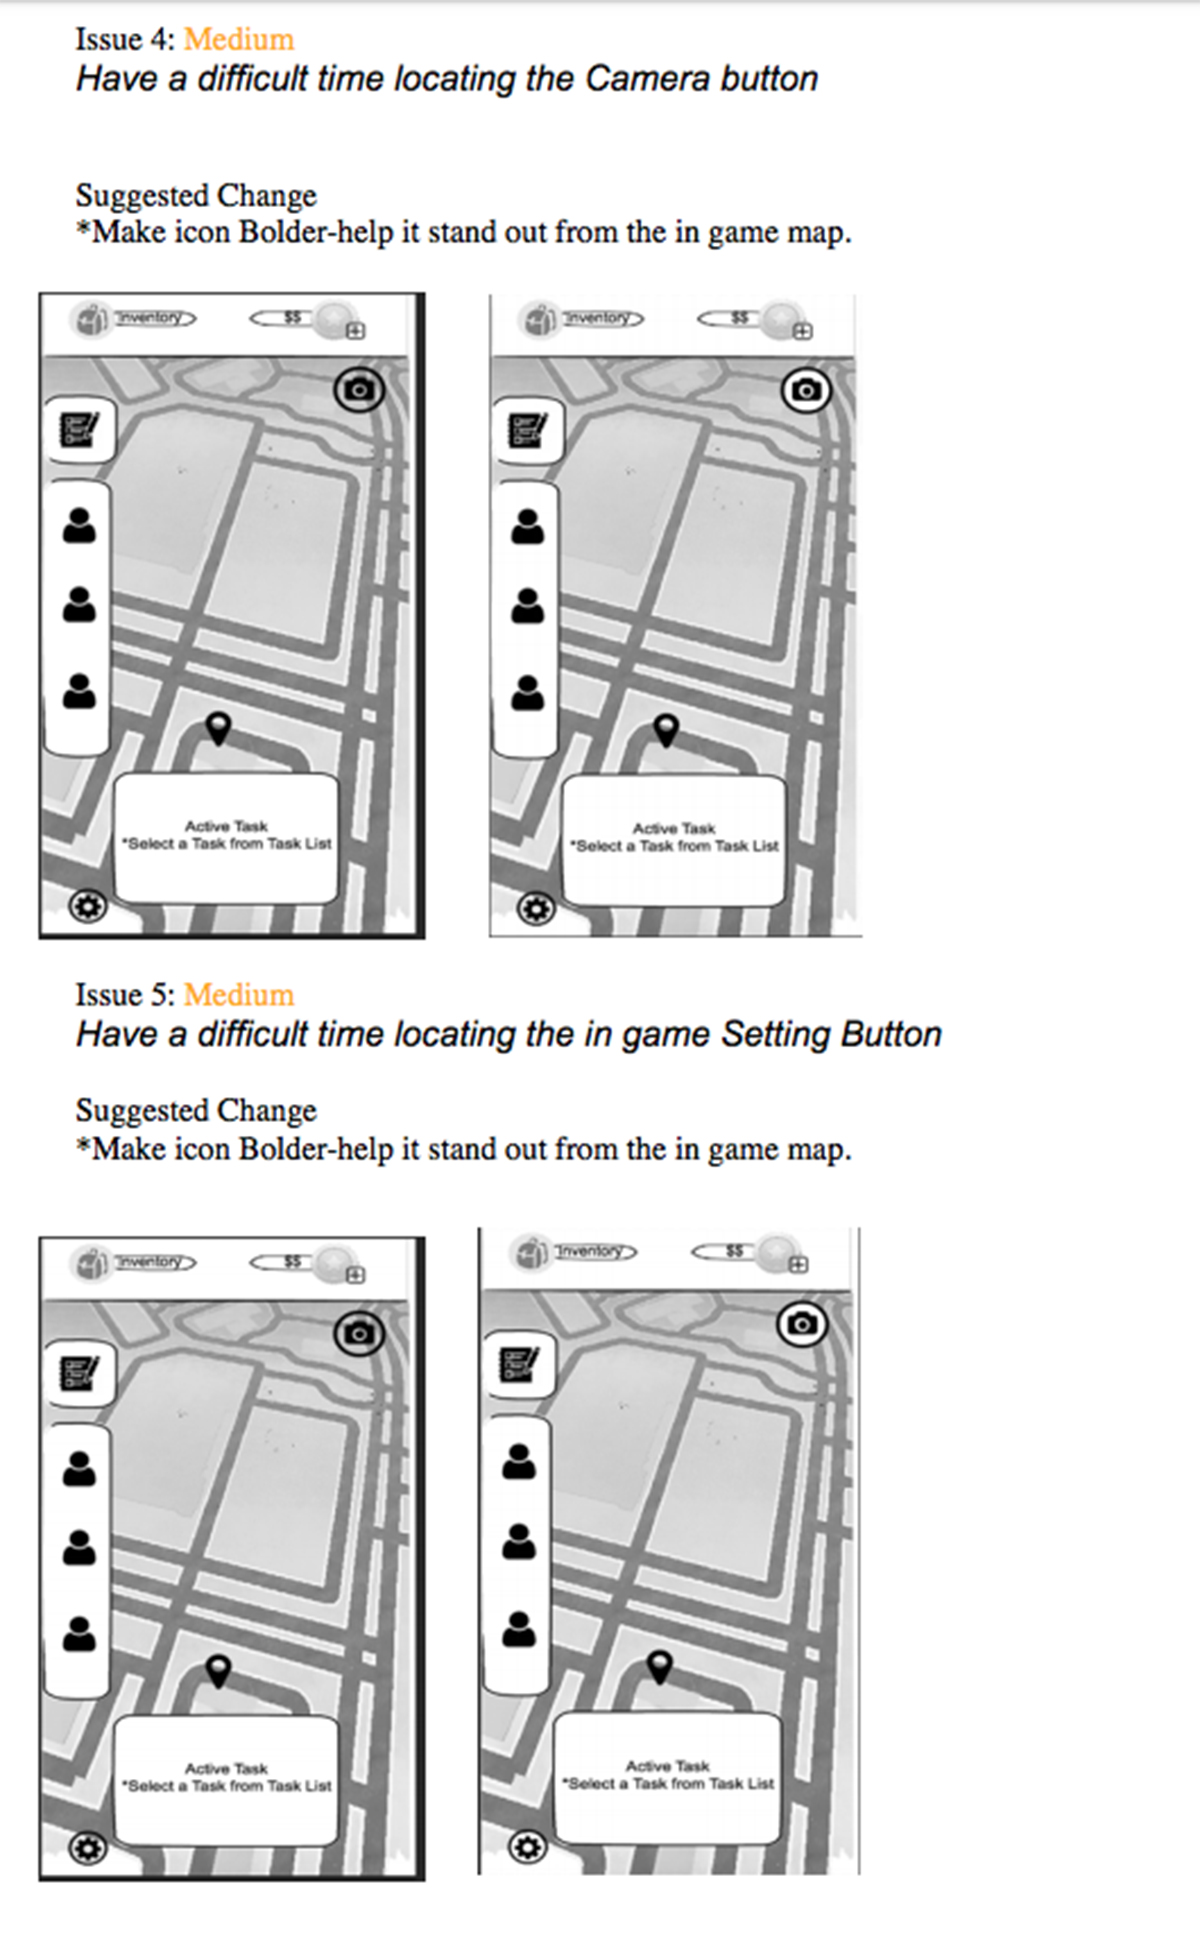 Issue 4: Medium
Have a difficult time locating the Camera button
Suggested Change
*Make icon Bolder-help it stand out from the in game map.
Inventory
$$
Active Task
*Select a Task from Task List
Inventory
$$
Active Task
*Select a Task from Task List
Issue 5: Medium
Have a difficult time locating the in game Setting Button
Suggested Change
*Make icon Bolder-help it stand out from the in game map.
Inventory
$$
Active Task
*Select a Task from Task List
Inventory
$$
Active Task
*Select a Task from Task List